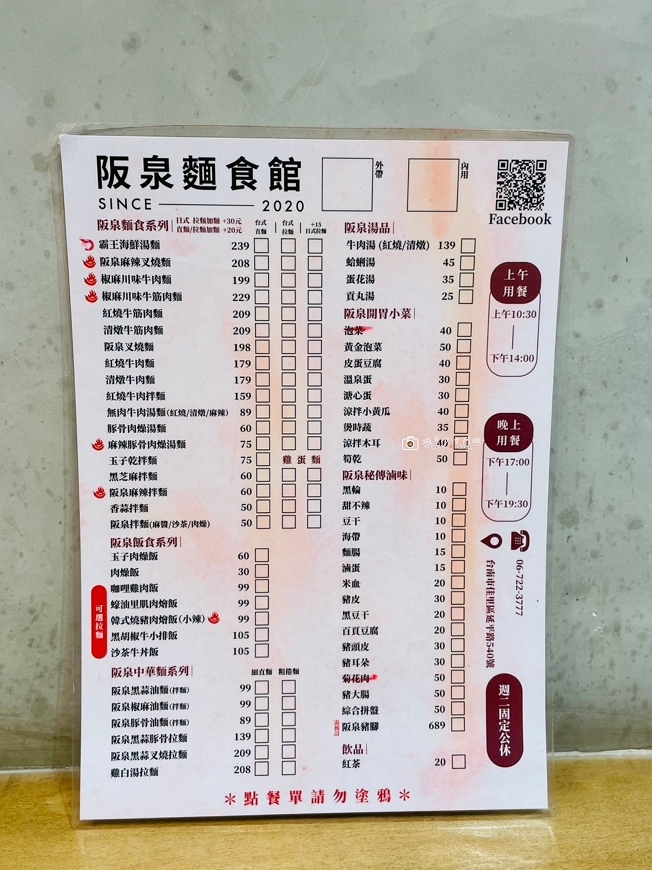 阪泉麵食館
SINCE 2020
外帶
內用
Facebook
阪泉麵食系列
日式 拉麵加麵 +30元
直麵/拉麵加麵 +20元
台式直麵
台式拉麵
+15 日式拉麵
霸王海鮮湯麵 239
阪泉麻辣叉燒麵 208
椒麻川味牛肉麵 199
椒麻川味牛筋肉麵 229
紅燒牛筋肉麵 209
清燉牛筋肉麵 209
阪泉叉燒麵 198
紅燒牛肉麵 179
清燉牛肉麵 179
紅燒牛肉拌麵 159
無肉牛肉湯麵(紅燒/清燉/麻辣) 89
豚骨肉燥湯麵 60
麻辣豚骨肉燥湯麵 75
玉子乾拌麵 75 雞蛋麵
黑芝麻拌麵 60
阪泉麻辣拌麵 60
香蒜拌麵 50
阪泉拌麵(麻醬/沙茶/肉燥) 50
阪泉飯食系列
玉子肉燥飯 60
肉燥飯 30
咖哩雞肉飯 99
蠔油里肌肉燴飯 99
韓式燒豬肉燴飯(小辣) 99
黑胡椒牛小排飯 105
沙茶牛丼飯 105
可選拉麵
阪泉中華麵系列
細直麵 粗捲麵
阪泉黑蒜油麵(拌麵) 99
阪泉椒麻油麵(拌麵) 99
阪泉豚骨油麵(拌麵) 89
阪泉黑蒜豚骨拉麵 139
阪泉黑蒜叉燒拉麵 209
雞白湯拉麵 208
阪泉湯品
牛肉湯 (紅燒/清燉) 139
蛤蜊湯 45
蛋花湯 35
貢丸湯 25
阪泉開胃小菜
泡菜 40
黃金泡菜 50
皮蛋豆腐 40
溫泉蛋 30
溏心蛋 30
涼拌小黃瓜 40
燙時蔬 35
涼拌木耳 40
筍乾 50
阪泉秘傳滷味
黑輪 10
甜不辣 10
豆干 10
海帶 10
麵腸 15
滷蛋 15
米血 20
豬皮 30
黑豆干 20
百頁豆腐 20
豬頭皮 30
豬耳朵 30
菊花肉 50
豬大腸 50
綜合拼盤 50
阪泉豬腳 689
飲品
紅茶 20
上午用餐
上午10:30
下午14:00
晚上用餐
下午17:00
下午19:30
06-722-3777
台南市佳里區延平路540號
週二固定公休
＊點餐單請勿塗鴉＊